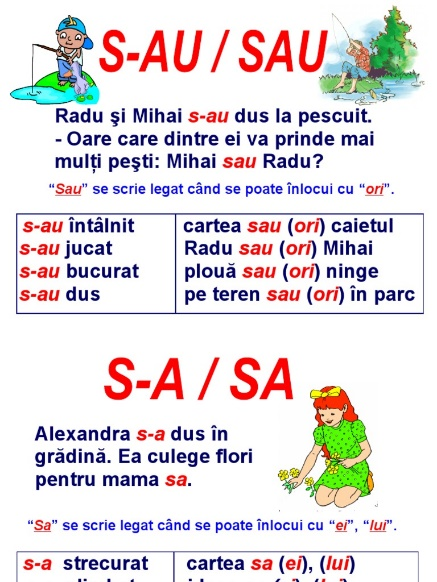 S-AU / SAU
Radu şi Mihai s-au dus la pescuit.
- Oare care dintre ei va prinde mai
mulți peşti: Mihai sau Radu?
“Sau” se scrie legat când se poate înlocui cu “ori”.
s-au întâlnit cartea sau (ori) caietul
s-au jucat Radu sau (ori) Mihai
s-au bucurat plouă sau (ori) ninge
s-au dus pe teren sau (ori) în parc
S-A / SA
Alexandra s-a dus în
grădină. Ea culege flori
pentru mama sa.
“Sa” se scrie legat când se poate înlocui cu “ei”, “lui”.
s-a strecurat cartea sa (ei), (lui)